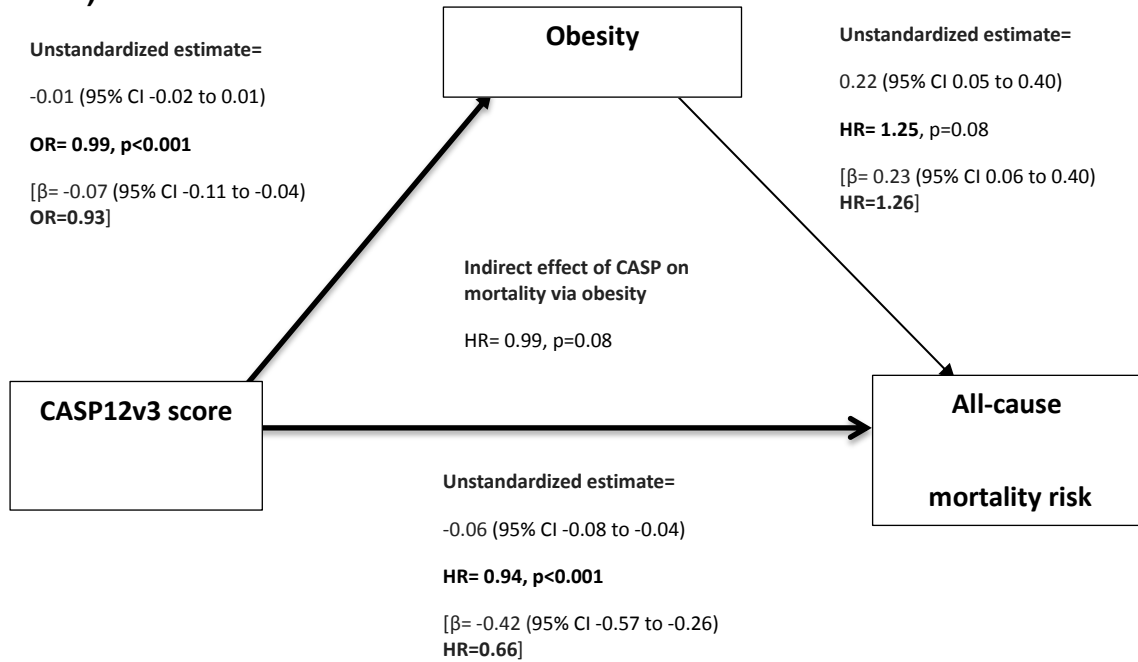 )
Unstandardized estimate=
-0.01 (95% CI -0.02 to 0.01)
OR= 0.99, p<0.001
[β= -0.07 (95% CI -0.11 to -0.04)
OR=0.93]
Obesity
Unstandardized estimate=
0.22 (95% CI 0.05 to 0.40)
HR= 1.25, p=0.08
[β= 0.23 (95% CI 0.06 to 0.40)
HR=1.26]
Indirect effect of CASP on
mortality via obesity
HR= 0.99, p=0.08
CASP12v3 score
All-cause
mortality risk
Unstandardized estimate=
-0.06 (95% CI -0.08 to -0.04)
HR= 0.94, p<0.001
[β= -0.42 (95% CI -0.57 to -0.26)
HR=0.66]